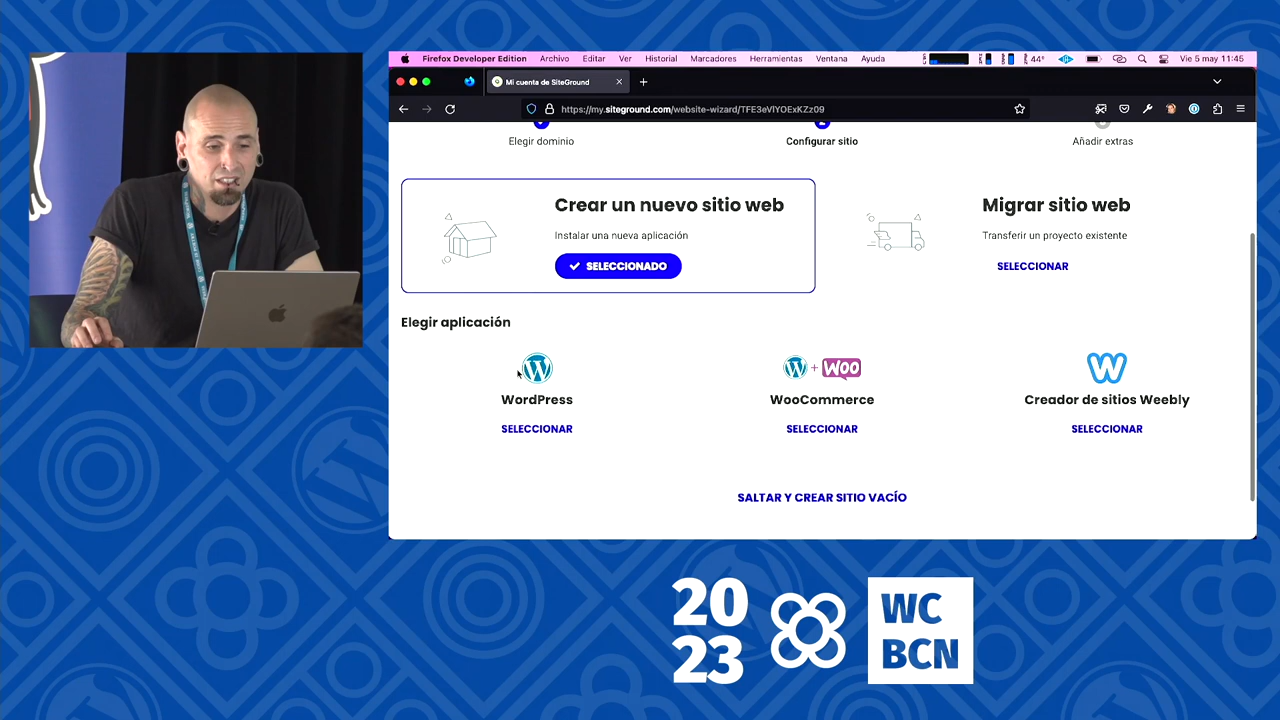 Firefox Developer Edition Archivo Editar Ver Historial Marcadores Herramientas Ventana Ayuda 44° Vie 5 may 11:45
Mi cuenta de SiteGround
https://my.siteground.com/website-wizard/TFE3eVlYOExKZz09
Elegir dominio
Configurar sitio
Añadir extras
Crear un nuevo sitio web
Instalar una nueva aplicación
SELECCIONADO
Migrar sitio web
Transferir un proyecto existente
SELECCIONAR
Elegir aplicación
WordPress
SELECCIONAR
WOO
WooCommerce
SELECCIONAR
Creador de sitios Weebly
SELECCIONAR
SALTAR Y CREAR SITIO VACÍO
20
23
WC
BCN